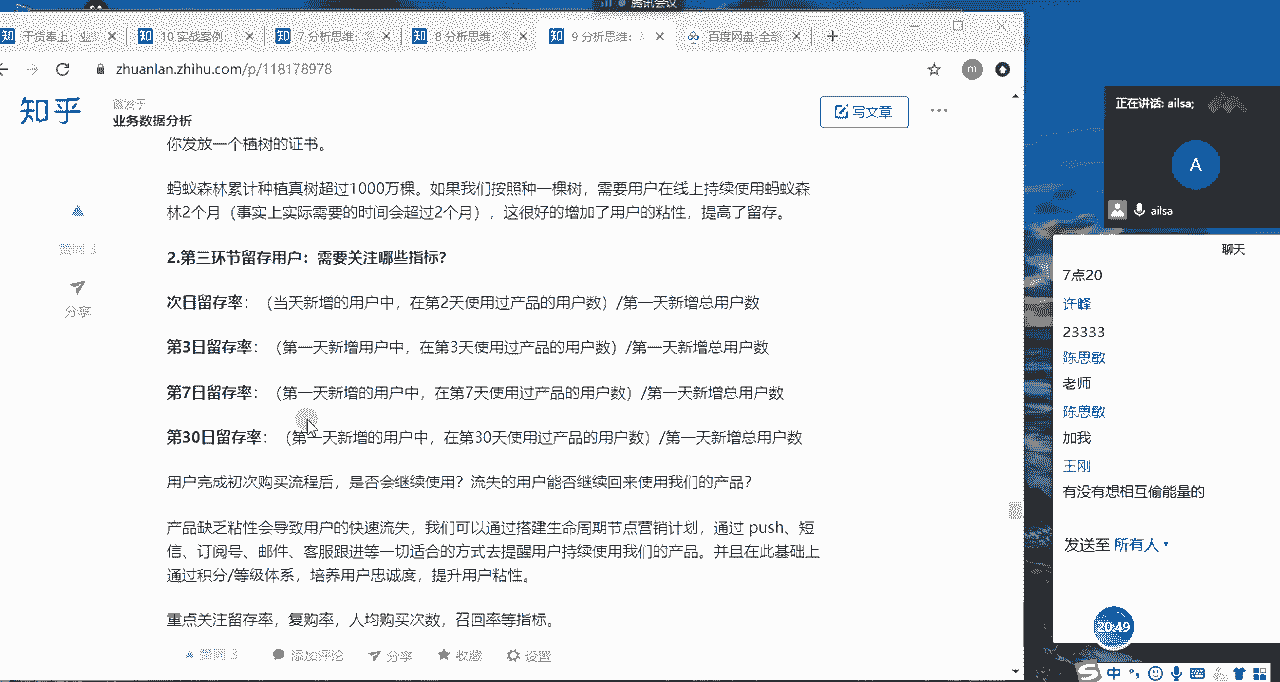 腾讯会议
干货奉上：业
10 实战案例
7 分析思维：
8 分析思维：
9 分析思维：
百度网盘-全部
zhuanlan.zhihu.com/p/118178978
m
知乎
业务数据分析
写文章
你发放一个植树的证书。
蚂蚁森林累计种植真树超过1000万棵。如果我们按照种一棵树，需要用户在线上持续使用蚂蚁森
林2个月（事实上实际需要的时间会超过2个月），这很好的增加了用户的粘性，提高了留存。
赞同 3
分享
2.第三环节留存用户：需要关注哪些指标？
次日留存率：（当天新增的用户中，在第2天使用过产品的用户数）/第一天新增总用户数
第3日留存率：（第一天新增用户中，在第3天使用过产品的用户数）/第一天新增总用户数
第7日留存率：（第一天新增的用户中，在第7天使用过产品的用户数）/第一天新增总用户数
第30日留存率：（第一天新增的用户中，在第30天使用过产品的用户数）/第一天新增总用户数
用户完成初次购买流程后，是否会继续使用？流失的用户能否继续回来使用我们的产品？
产品缺乏粘性会导致用户的快速流失，我们可以通过搭建生命周期节点营销计划，通过 push、短
信、订阅号、邮件、客服跟进等一切适合的方式去提醒用户持续使用我们的产品。并且在此基础上
通过积分/等级体系，培养用户忠诚度，提升用户粘性。
重点关注留存率，复购率，人均购买次数，召回率等指标。
赞同 3 添加评论 分享 收藏 设置
正在讲话: ailsa;
A
ailsa
聊天
7点20
许峰
23333
陈思敏
老师
陈思敏
加我
王刚
有没有想相互偷能量的
发送至 所有人
20:49
中